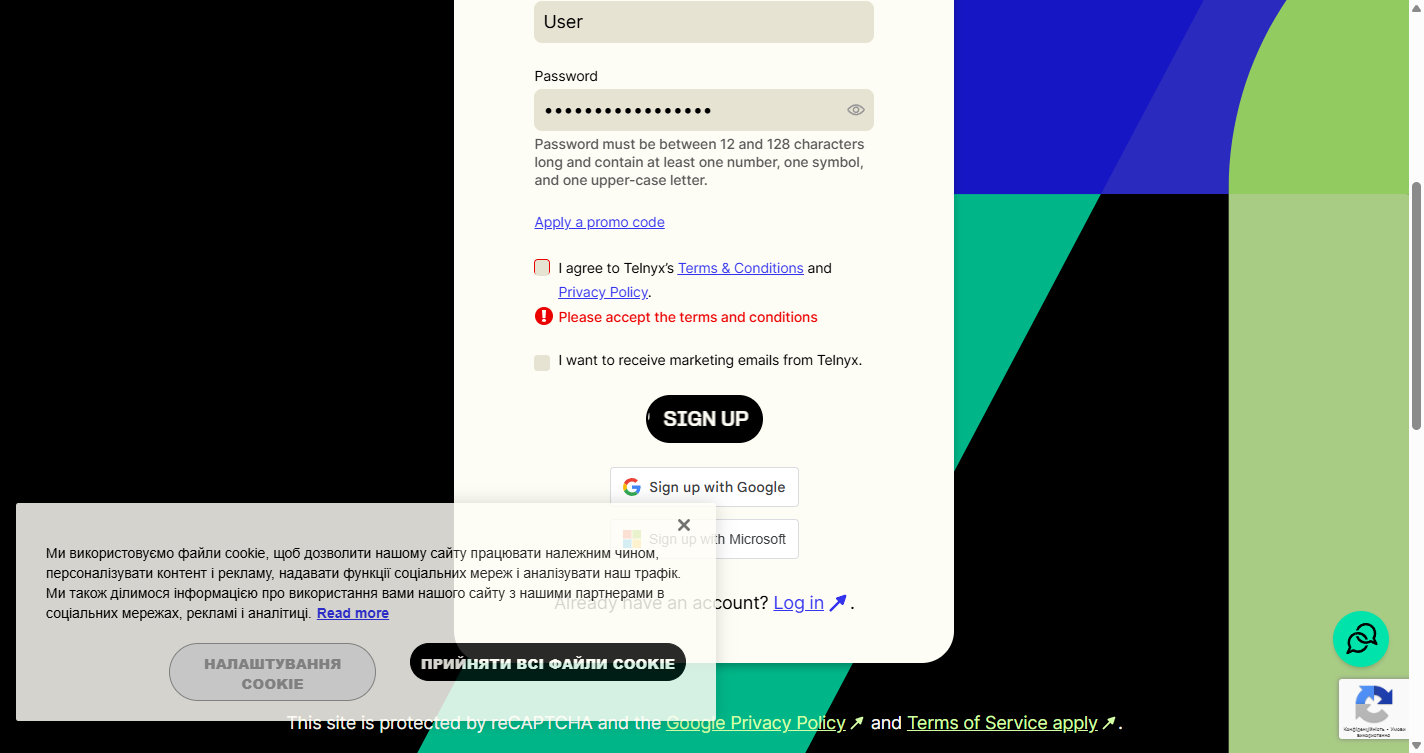 User
Password
•••••••••••••••••
Password must be between 12 and 128 characters
long and contain at least one number, one symbol,
and one upper-case letter.
Apply a promo code
I agree to Telnyx's Terms & Conditions and
Privacy Policy.
Please accept the terms and conditions
I want to receive marketing emails from Telnyx.
SIGN UP
Sign up with Google
Sign up with Microsoft
Already have an account? Log in.
Ми використовуємо файли cookie, щоб дозволити нашому сайту працювати належним чином,
персоналізувати контент і рекламу, надавати функції соціальних мереж і аналізувати наш трафік.
Ми також ділимося інформацією про використання вами нашого сайту з нашими партнерами в
соціальних мережах, рекламі і аналітиці. Read more
НАЛАШТУВАННЯ
COOKIE
ПРИЙНЯТИ ВСІ ФАЙЛИ COOKIE
This site is protected by reCAPTCHA and the Google Privacy Policy and Terms of Service apply.
Конфіденційність - Умови
використання